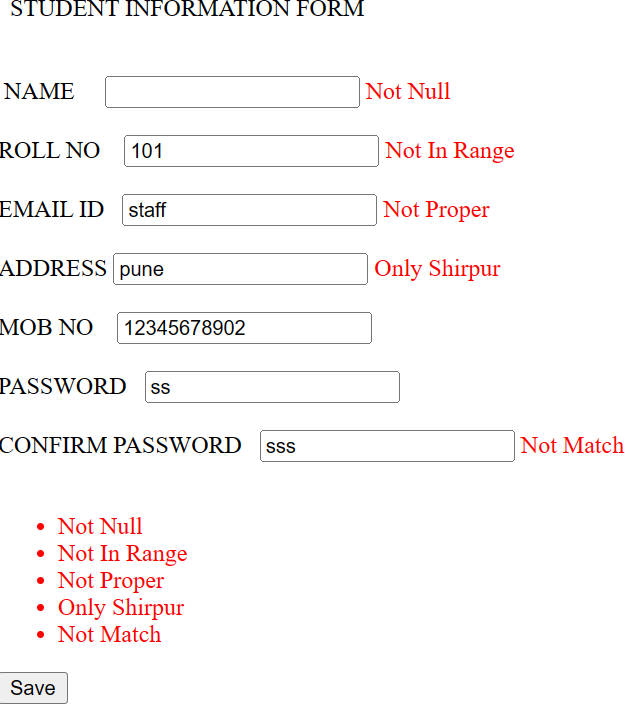 STUDENT INFORMATION FORM
NAME Not Null
ROLL NO 101 Not In Range
EMAIL ID staff Not Proper
ADDRESS pune Only Shirpur
MOB NO 12345678902
PASSWORD ss
CONFIRM PASSWORD sss Not Match
• Not Null
• Not In Range
• Not Proper
• Only Shirpur
• Not Match
Save